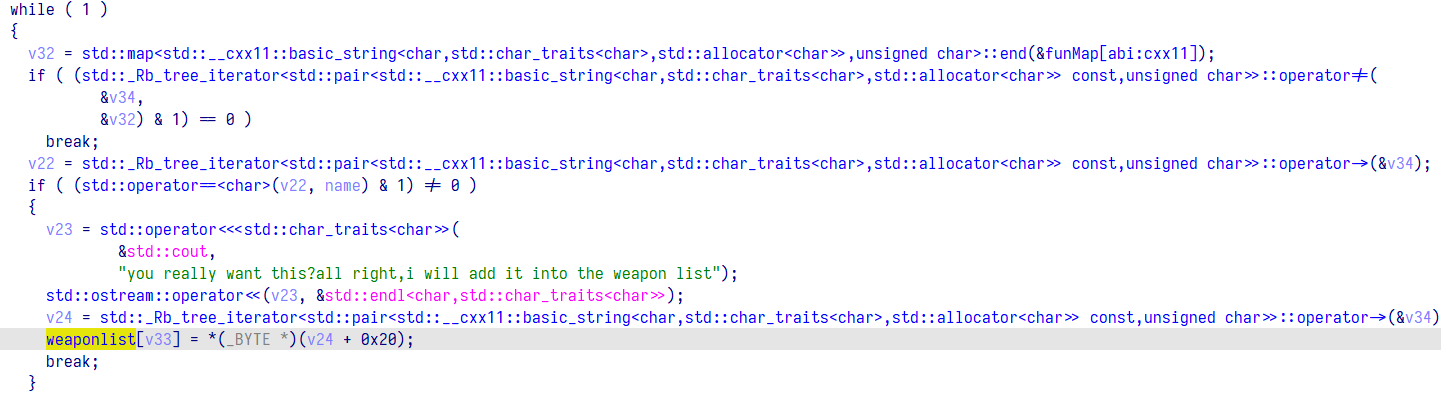 while ( 1 )
{
v32 = std::map<std::__cxx11::basic_string<char,std::char_traits<char>,std::allocator<char>>,unsigned char>::end(&funMap[abi:cxx11]);
if ( (std::_Rb_tree_iterator<std::pair<std::__cxx11::basic_string<char,std::char_traits<char>,std::allocator<char>> const,unsigned char>>::operator!=(
&v34,
&v32) & 1) == 0 )
break;
v22 = std::_Rb_tree_iterator<std::pair<std::__cxx11::basic_string<char,std::char_traits<char>,std::allocator<char>> const,unsigned char>>::operator->(&v34);
if ( (std::operator==<char>(v22, name) & 1) != 0 )
{
v23 = std::operator<<<std::char_traits<char>>(
&std::cout,
"you really want this?all right,i will add it into the weapon list");
std::ostream::operator<<(v23, &std::endl<char,std::char_traits<char>>);
v24 = std::_Rb_tree_iterator<std::pair<std::__cxx11::basic_string<char,std::char_traits<char>,std::allocator<char>> const,unsigned char>>::operator->(&v34)
weaponlist[v33] = *(_BYTE *)(v24 + 0x20);
break;
}